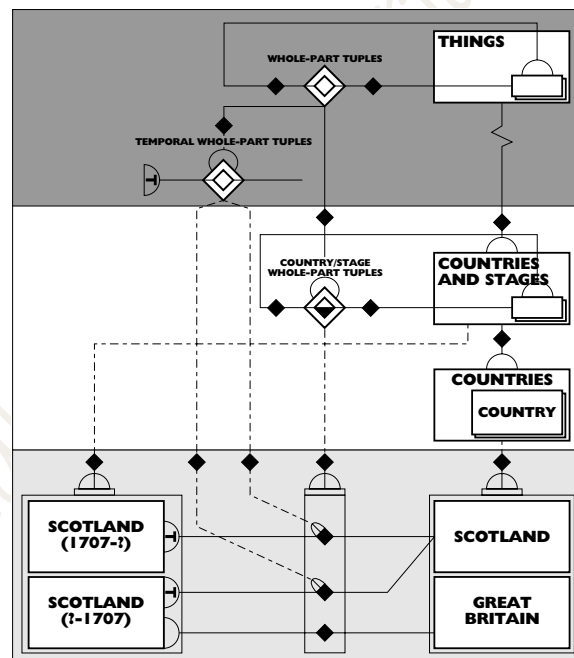 THINGS
WHOLE-PART TUPLES
TEMPORAL WHOLE-PART TUPLES
T
COUNTRY/STAGE
WHOLE-PART TUPLES
COUNTRIES
AND STAGES
COUNTRIES
COUNTRY
SCOTLAND
(1707-?)
T
SCOTLAND
SCOTLAND
(?-1707)
T
GREAT
BRITAIN